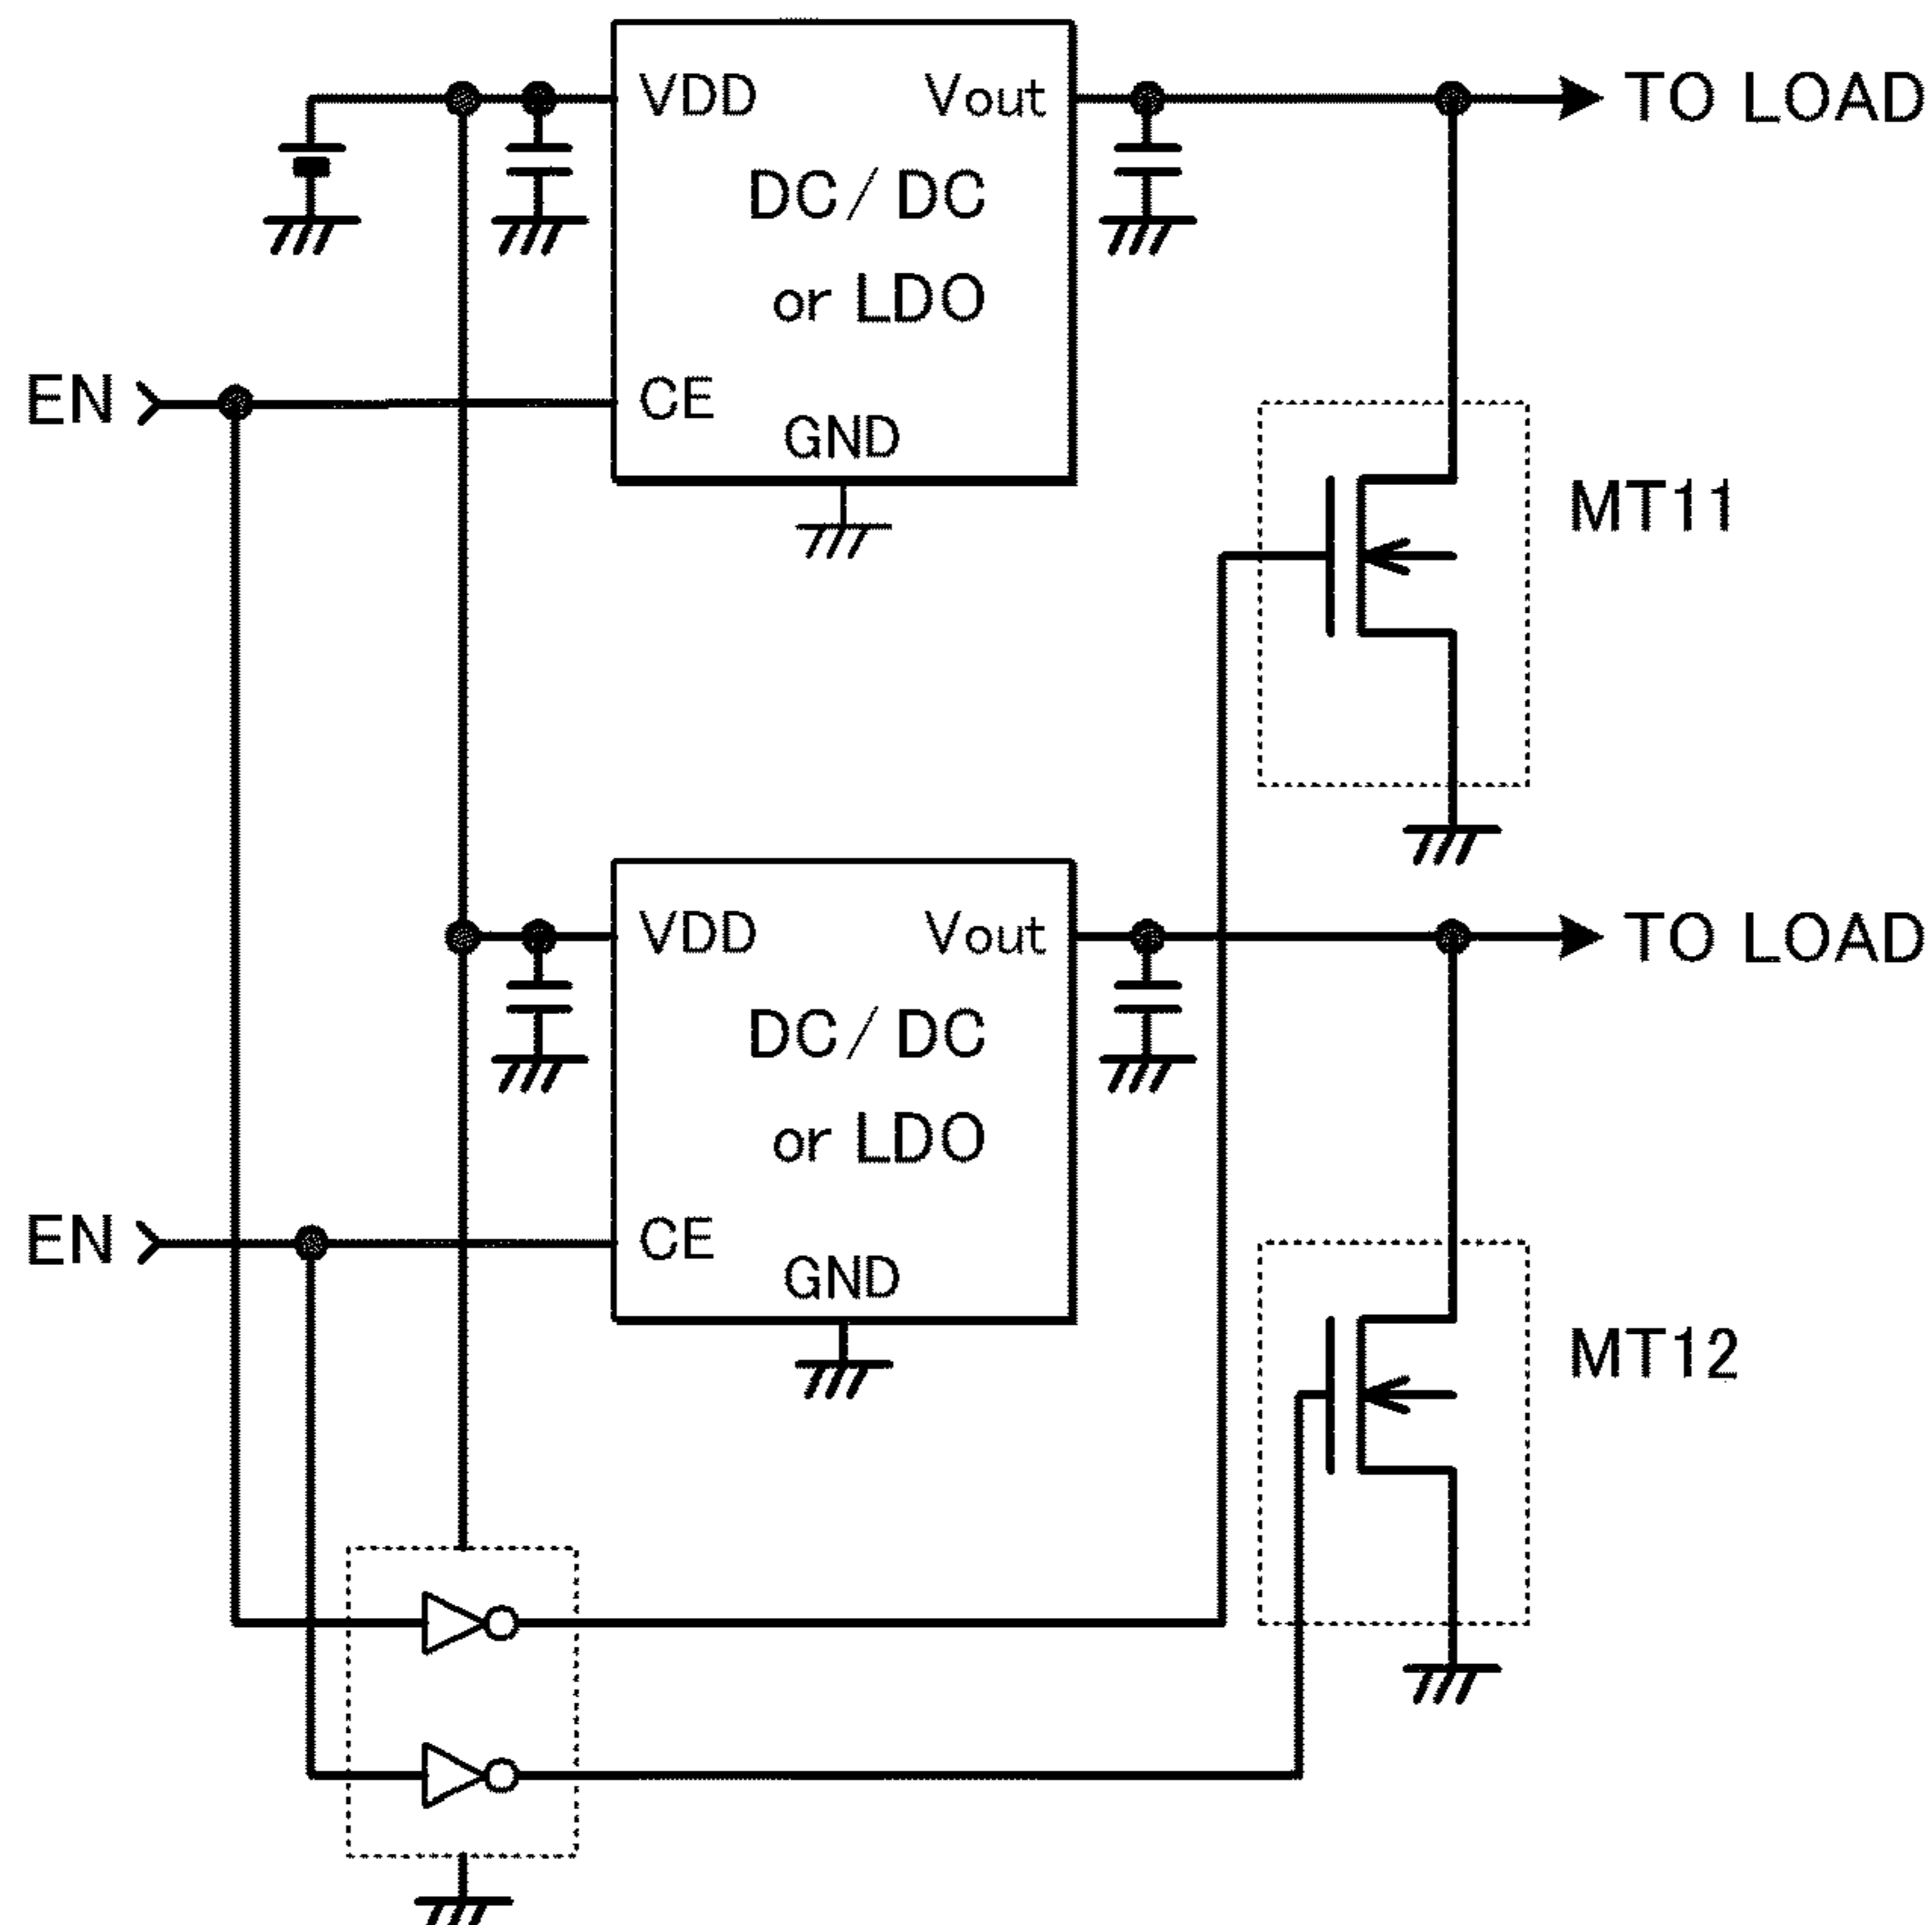 VDD Vout TO LOAD
DC/DC
or LDO
EN CE
GND
MT11
VDD Vout TO LOAD
DC/DC
or LDO
EN CE
GND
MT12